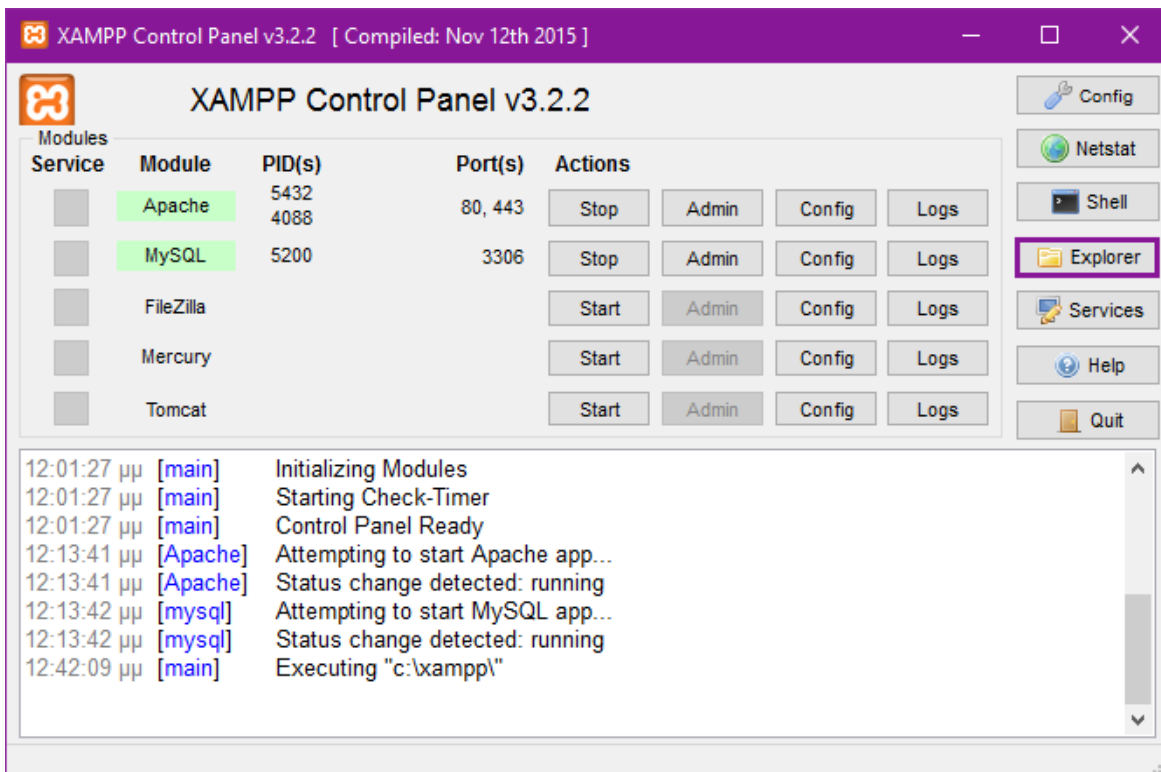 XAMPP Control Panel v3.2.2 [ Compiled: Nov 12th 2015 ]
XAMPP Control Panel v3.2.2
Config
Modules
Service Module PID(s) Port(s) Actions
Netstat
Apache 5432 4088 80, 443 Stop Admin Config Logs
Shell
MySQL 5200 3306 Stop Admin Config Logs
Explorer
FileZilla Start Admin Config Logs
Services
Mercury Start Admin Config Logs
Help
Tomcat Start Admin Config Logs
Quit
12:01:27 μμ [main] Initializing Modules
12:01:27 μμ [main] Starting Check-Timer
12:01:27 μμ [main] Control Panel Ready
12:13:41 μμ [Apache] Attempting to start Apache app...
12:13:41 μμ [Apache] Status change detected: running
12:13:42 μμ [mysql] Attempting to start MySQL app...
12:13:42 μμ [mysql] Status change detected: running
12:42:09 μμ [main] Executing "c:\xampp\"